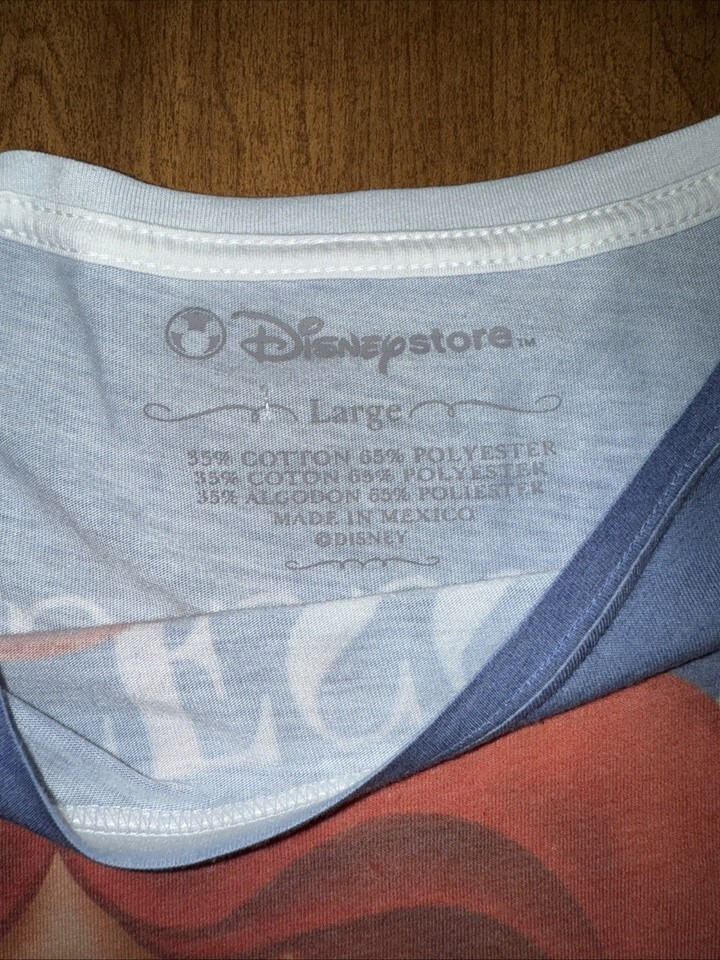 Disneystore™
Large
35% COTTON 65% POLYESTER
35% COTON 65% POLYESTER
35% ALGODON 65% POLIESTER
MADE IN MEXICO
©DISNEY